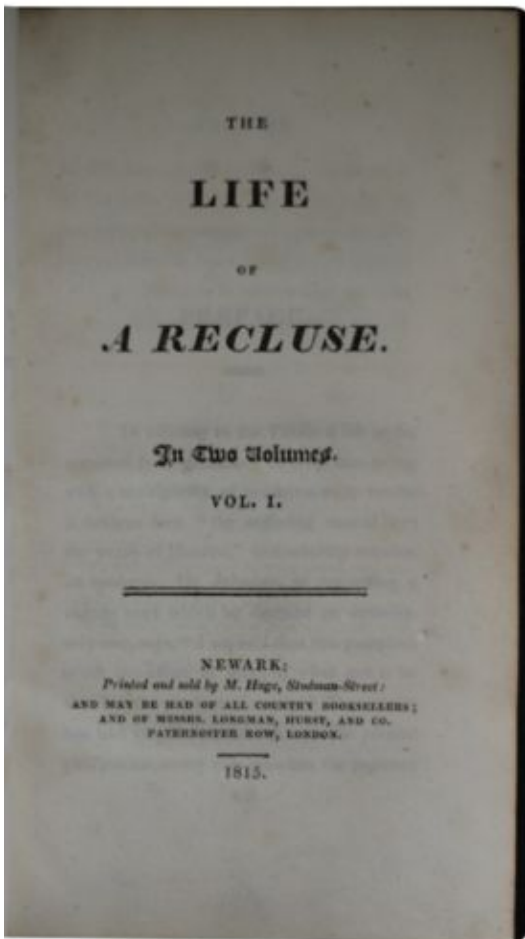 THE
LIFE
OF
A RECLUSE.
In Two Volumes.
VOL. I.
NEWARK:
Printed and sold by M. Hage, Stodman-Street:
AND MAY BE HAD OF ALL COUNTRY BOOKSELLERS;
AND OF MESSRS. LONGMAN, HURST, AND CO.
PATERNOSTER ROW, LONDON.
1815.